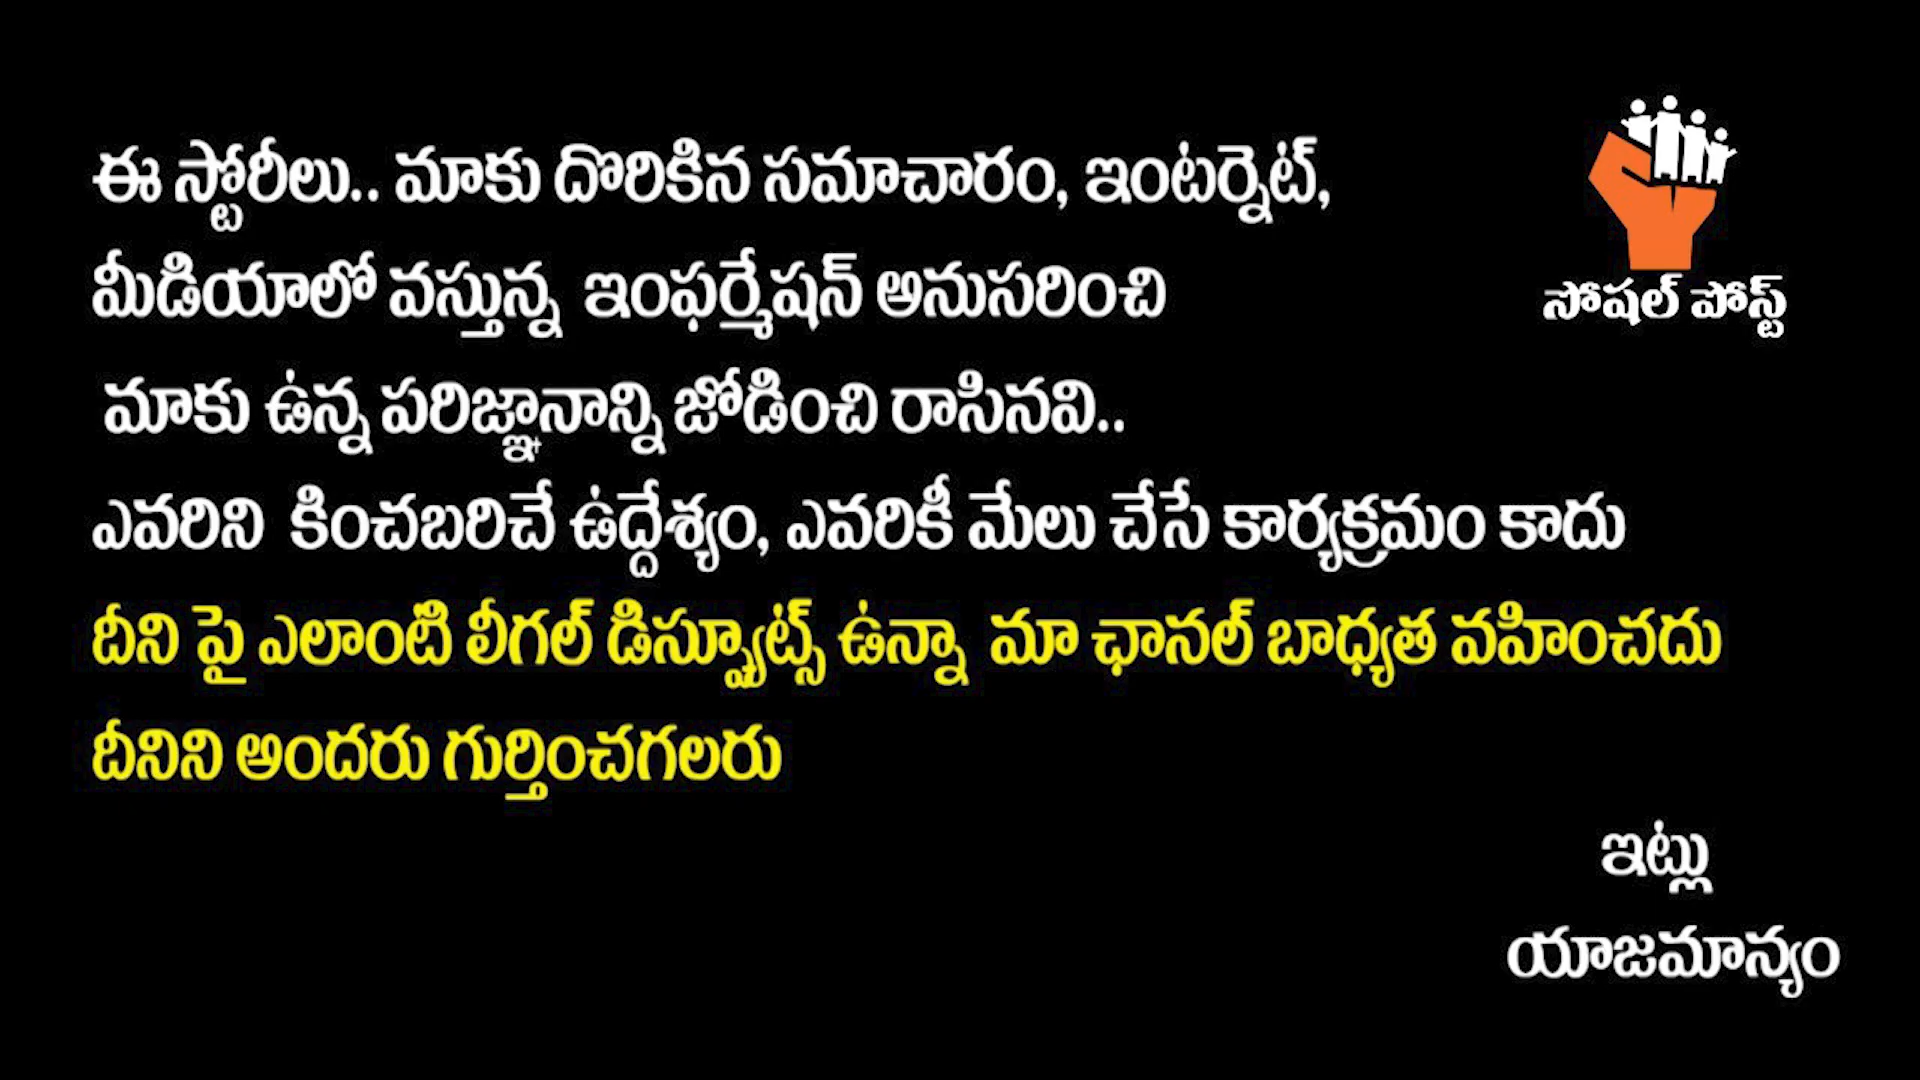 ఈ స్టోరీలు.. మాకు దొరికిన సమాచారం, ఇంటర్నెట్,
మీడియాలో వస్తున్న ఇంఫర్మేషన్ అనుసరించి
మాకు ఉన్న పరిజ్ఞానాన్ని జోడించి రాసినవి..
ఎవరిని కించబరిచే ఉద్దేశ్యం, ఎవరికీ మేలు చేసే కార్యక్రమం కాదు
దీని పై ఎలాంటి లీగల్ డిస్ప్యూట్స్ ఉన్నా మా ఛానల్ బాధ్యత వహించదు
దీనిని అందరు గుర్తించగలరు
సోషల్ పోస్ట్
ఇట్లు
యాజమాన్యం